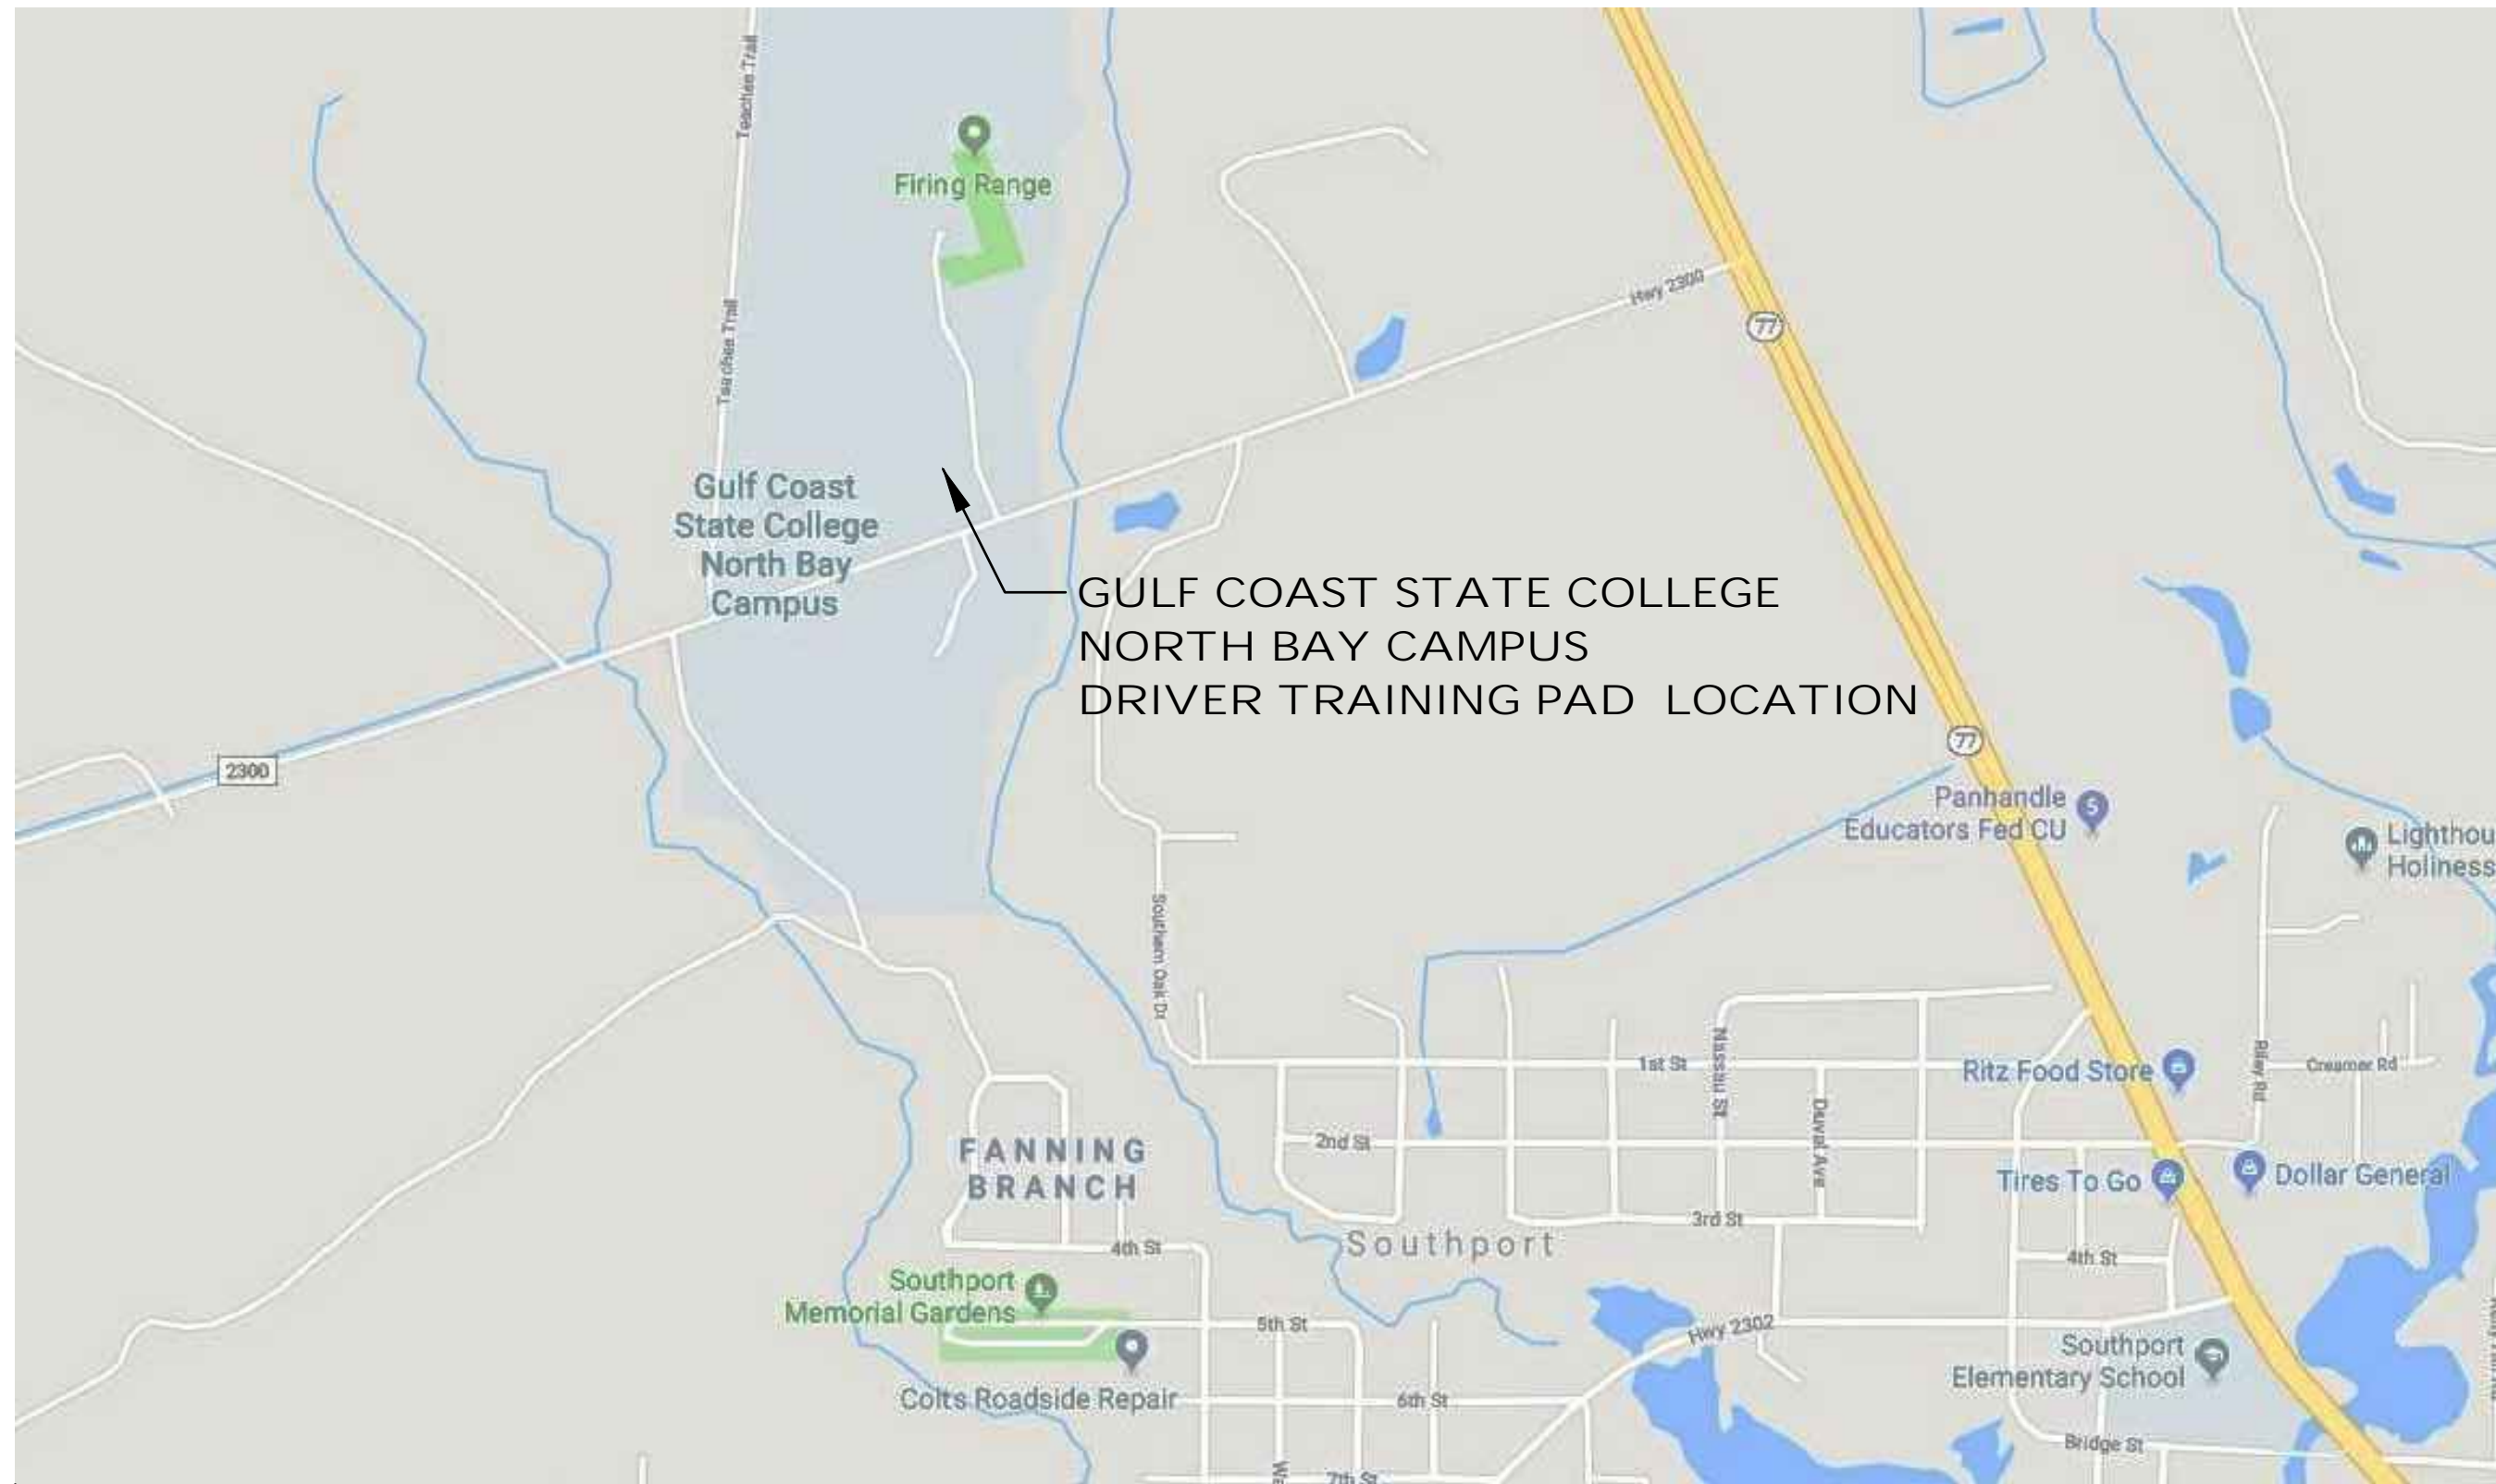 Teachee Trail
Firing Range
Hwy 2300
Teachee Trail
77
Gulf Coast
State College
North Bay
Campus
GULF COAST STATE COLLEGE
NORTH BAY CAMPUS
DRIVER TRAINING PAD LOCATION
77
2300
Panhandle
Educators Fed CU
Lighthou
Holiness
Southern Oak Dr
1st St
Nassau St
Ritz Food Store
Riley Rd
Creamer Rd
2nd St
Duval Ave
FANNING
BRANCH
Tires To Go
Dollar General
3rd St
4th St
Southport
4th St
Southport
Memorial Gardens
5th St
Hwy 2302
Southport
Elementary School
Colts Roadside Repair
6th St
Bridge St
Wa
7th St